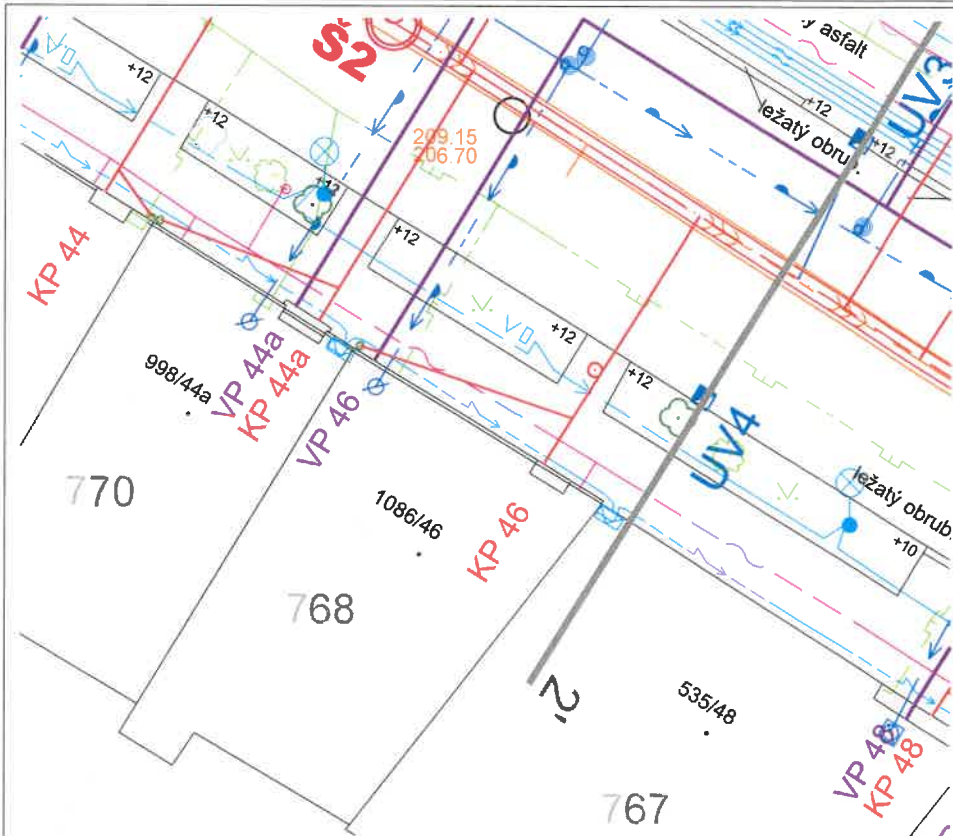 Š2
ý asfalt
+12
ležatý obru
+12
UV3
+12
+12
209.15
206.70
+12
+12
+12
+12
KP 44
998/44a
VP 44a
KP 44a
VP 46
UV4
770
1086/46
KP 46
ležatý obrub
+10
768
2'
535/48
VP 48
KP 48
767